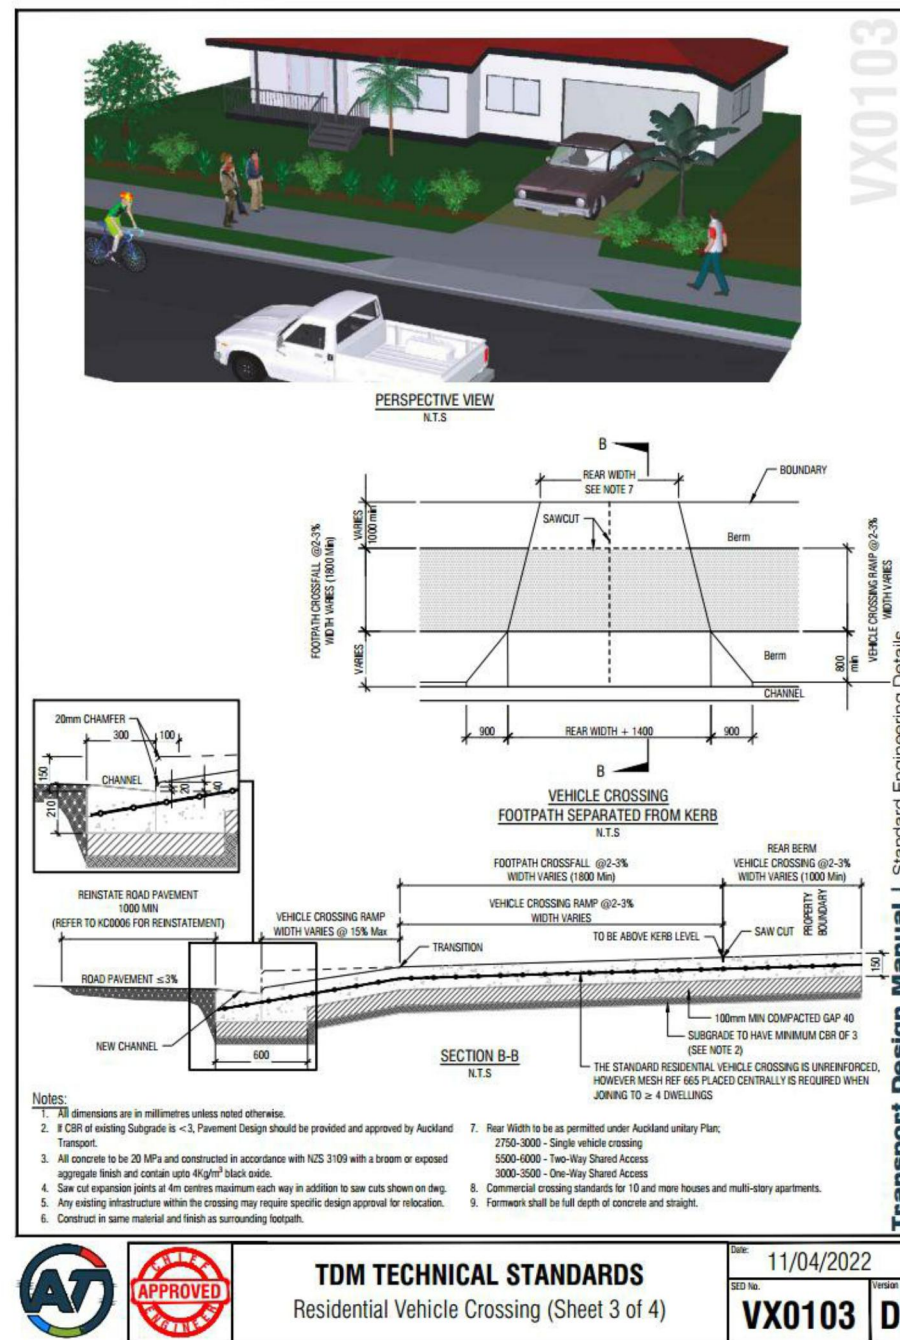 VX0103
PERSPECTIVE VIEW
N.T.S
B
REAR WIDTH
SEE NOTE 7
BOUNDARY
SAWCUT
Berm
VARIES
1000 min
FOOTPATH CROSSFALL @2-3%
WIDTH VARIES (1800 Min)
VARIES
VEHICLE CROSSING RAMP @2-3%
WIDTH VARIES
800
min
Berm
CHANNEL
900
REAR WIDTH + 1400
900
B
VEHICLE CROSSING
FOOTPATH SEPARATED FROM KERB
N.T.S
20mm CHAMFER
300
100
150
CHANNEL
20
40
210
REINSTATE ROAD PAVEMENT
1000 MIN
(REFER TO KC0006 FOR REINSTATEMENT)
VEHICLE CROSSING RAMP
WIDTH VARIES @ 15% Max
FOOTPATH CROSSFALL @2-3%
WIDTH VARIES (1800 Min)
REAR BERM
VEHICLE CROSSING @2-3%
WIDTH VARIES (1000 Min)
VEHICLE CROSSING RAMP @2-3%
WIDTH VARIES
TO BE ABOVE KERB LEVEL
SAW CUT
PROPERTY
BOUNDARY
TRANSITION
150
ROAD PAVEMENT ≤3%
NEW CHANNEL
600
100mm MIN COMPACTED GAP 40
SUBGRADE TO HAVE MINIMUM CBR OF 3
(SEE NOTE 2)
SECTION B-B
N.T.S
THE STANDARD RESIDENTIAL VEHICLE CROSSING IS UNREINFORCED,
HOWEVER MESH REF 665 PLACED CENTRALLY IS REQUIRED WHEN
JOINING TO ≥ 4 DWELLINGS
Transport Design Manual | Standard Engineering Details
Notes:
1. All dimensions are in millimetres unless noted otherwise.
2. If CBR of existing Subgrade is <3, Pavement Design should be provided and approved by Auckland
Transport.
3. All concrete to be 20 MPa and constructed in accordance with NZS 3109 with a broom or exposed
aggregate finish and contain upto 4Kg/m³ black oxide.
4. Saw cut expansion joints at 4m centres maximum each way in addition to saw cuts shown on dwg.
5. Any existing infrastructure within the crossing may require specific design approval for relocation.
6. Construct in same material and finish as surrounding footpath.
7. Rear Width to be as permitted under Auckland unitary Plan;
2750-3000 - Single vehicle crossing
5500-6000 - Two-Way Shared Access
3000-3500 - One-Way Shared Access
8. Commercial crossing standards for 10 and more houses and multi-story apartments.
9. Formwork shall be full depth of concrete and straight.
AT
CHIEF
APPROVED
ENGINEER
TDM TECHNICAL STANDARDS
Residential Vehicle Crossing (Sheet 3 of 4)
Date:
11/04/2022
SED No.
VX0103
Version
D